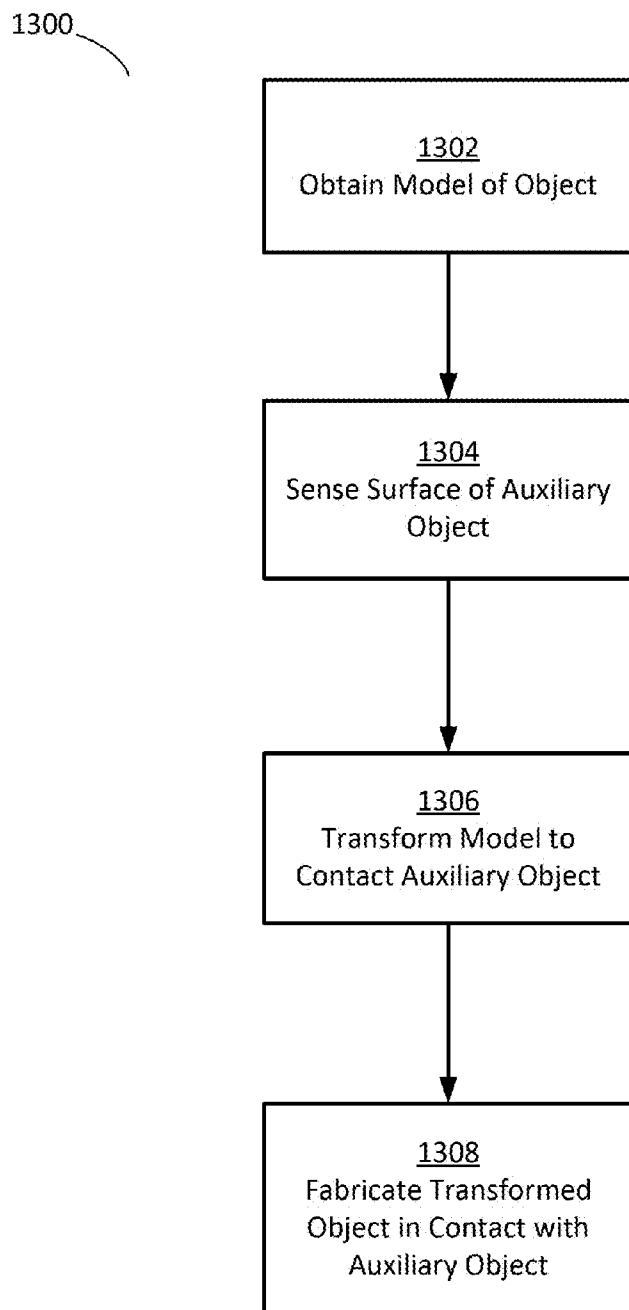 1300
1302
Obtain Model of Object
1304
Sense Surface of Auxiliary
Object
1306
Transform Model to
Contact Auxiliary Object
1308
Fabricate Transformed
Object in Contact with
Auxiliary Object